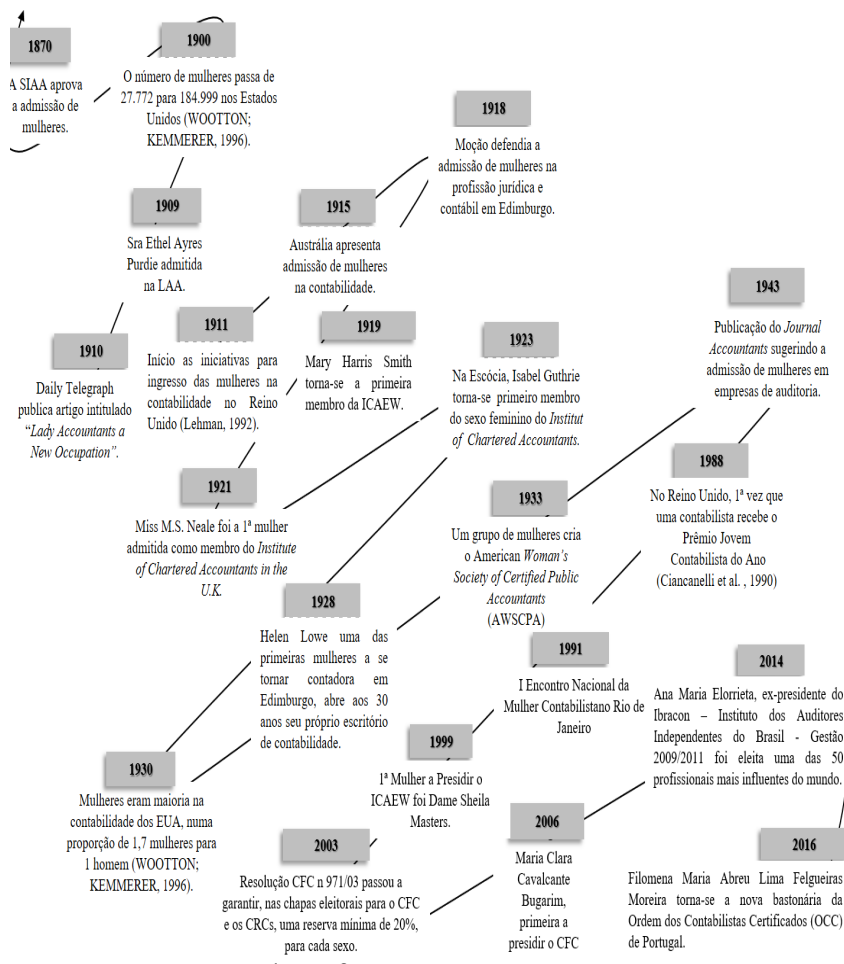 1870
A SIAA aprova
a admissão de
mulheres.
1900
O número de mulheres passa de
27.772 para 184.999 nos Estados
Unidos (WOOTTON;
KEMMERER, 1996).
1909
Sra Ethel Ayres
Purdie admitida
na LAA.
1910
Daily Telegraph
publica artigo intitulado
“Lady Accountants a
New Occupation”.
1911
Inicio as iniciativas para
ingresso das mulheres na
contabilidade no Reino
Unido (Lehman, 1992).
1915
Austrália apresenta
admissão de mulheres
na contabilidade.
1918
Moção defendia a
admissão de mulheres na
profissão jurídica e
contábil em Edimburgo.
1919
Mary Harris Smith
torna-se a primeira
membro da ICAEW.
1921
Miss M.S. Neale foi a 1ª mulher
admitida como membro do Institute
of Chartered Accountants in the
U.K.
1923
Na Escócia, Isabel Guthrie
torna-se primeiro membro
do sexo feminino do Institut
of Chartered Accountants.
1928
Helen Lowe uma das
primeiras mulheres a se
tornar contadora em
Edimburgo, abre aos 30
anos seu próprio escritório
de contabilidade.
1930
Mulheres eram maioria na
contabilidade dos EUA, numa
proporção de 1,7 mulheres para
1 homem (WOOTTON;
KEMMERER, 1996).
1933
Um grupo de mulheres cria
o American Woman’s
Society of Certified Public
Accountants
(AWSCPA)
1943
Publicação do Journal
Accountants sugerindo a
admissão de mulheres em
empresas de auditoria.
1988
No Reino Unido, 1ª vez que
uma contabilista recebe o
Prêmio Jovem
Contabilista do Ano
(Ciancanelli et al. , 1990)
1991
I Encontro Nacional da
Mulher Contabilistano Rio de
Janeiro
1999
1ª Mulher a Presidir o
ICAEW foi Dame Sheila
Masters.
2003
Resolução CFC n 971/03 passou a
garantir, nas chapas eleitorais para o CFC
e os CRCs, uma reserva mínima de 20%,
para cada sexo.
2006
Maria Clara
Cavalcante
Bugarim,
primeira a
presidir o CFC
2014
Ana Maria Elorrieta, ex-presidente do
Ibracon – Instituto dos Auditores
Independentes do Brasil - Gestão
2009/2011 foi eleita uma das 50
profissionais mais influentes do mundo.
2016
Filomena Maria Abreu Lima Felgueiras
Moreira torna-se a nova bastonária da
Ordem dos Contabilistas Certificados (OCC)
de Portugal.